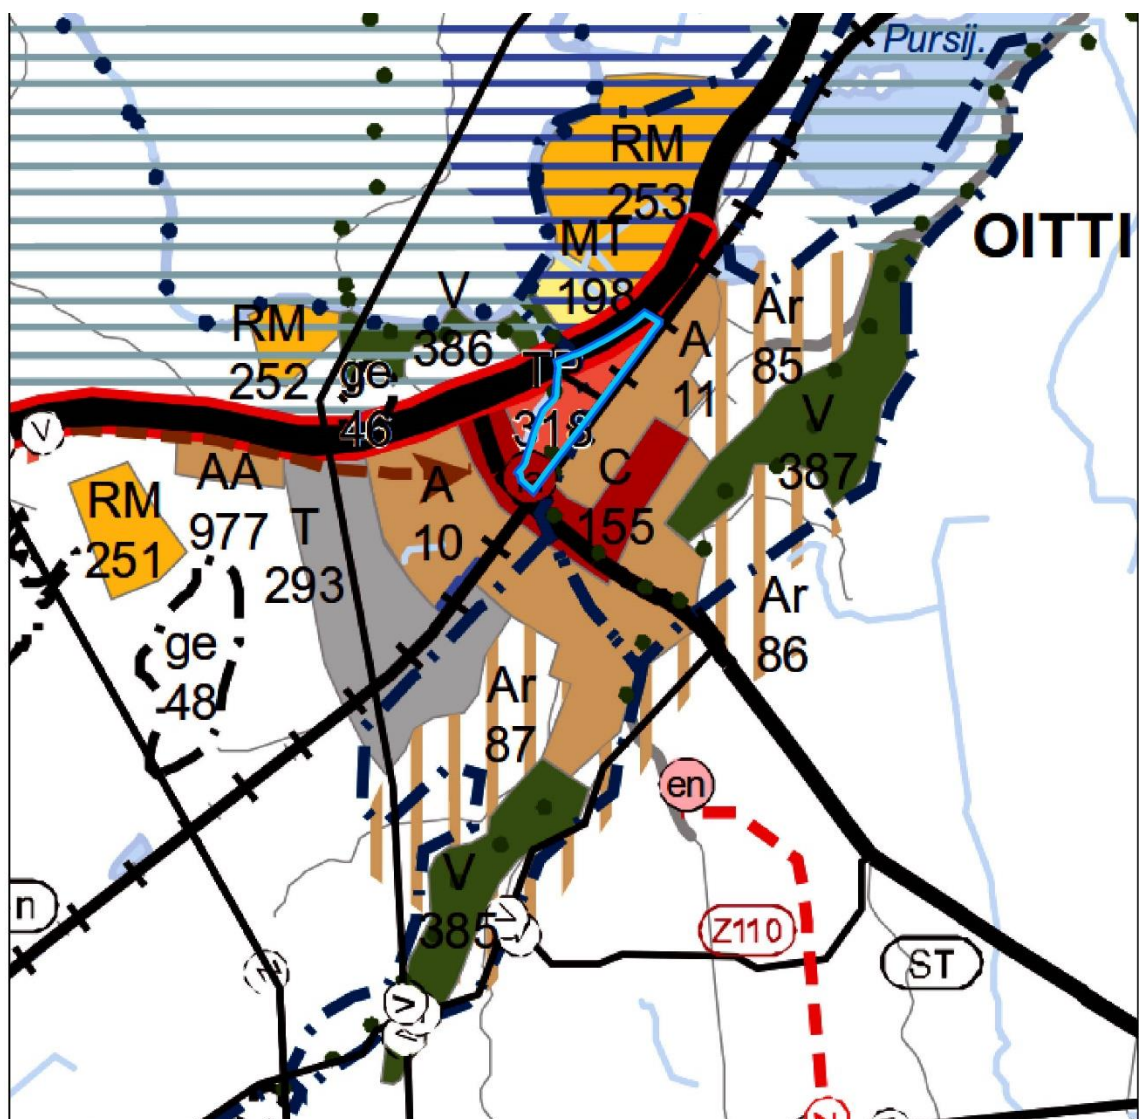 Pursij.
RM
253
OITTI
MT
198
V
386
RM
252
ge
46
Ar
85
A
11
TP
318
V
387
V
AA
977
RM
251
T
293
A
10
C
155
Ar
86
ge
48
Ar
87
en
V
385
V
n
Z110
ST
Z
V